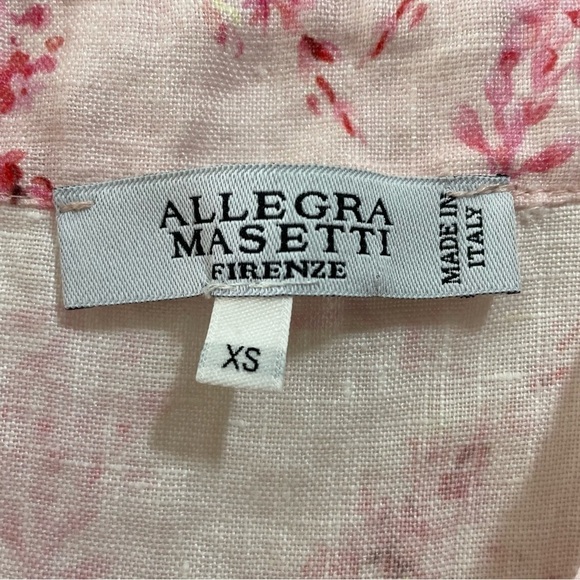 ALLEGRA
MASETTI
FIRENZE
MADE IN
ITALY
XS